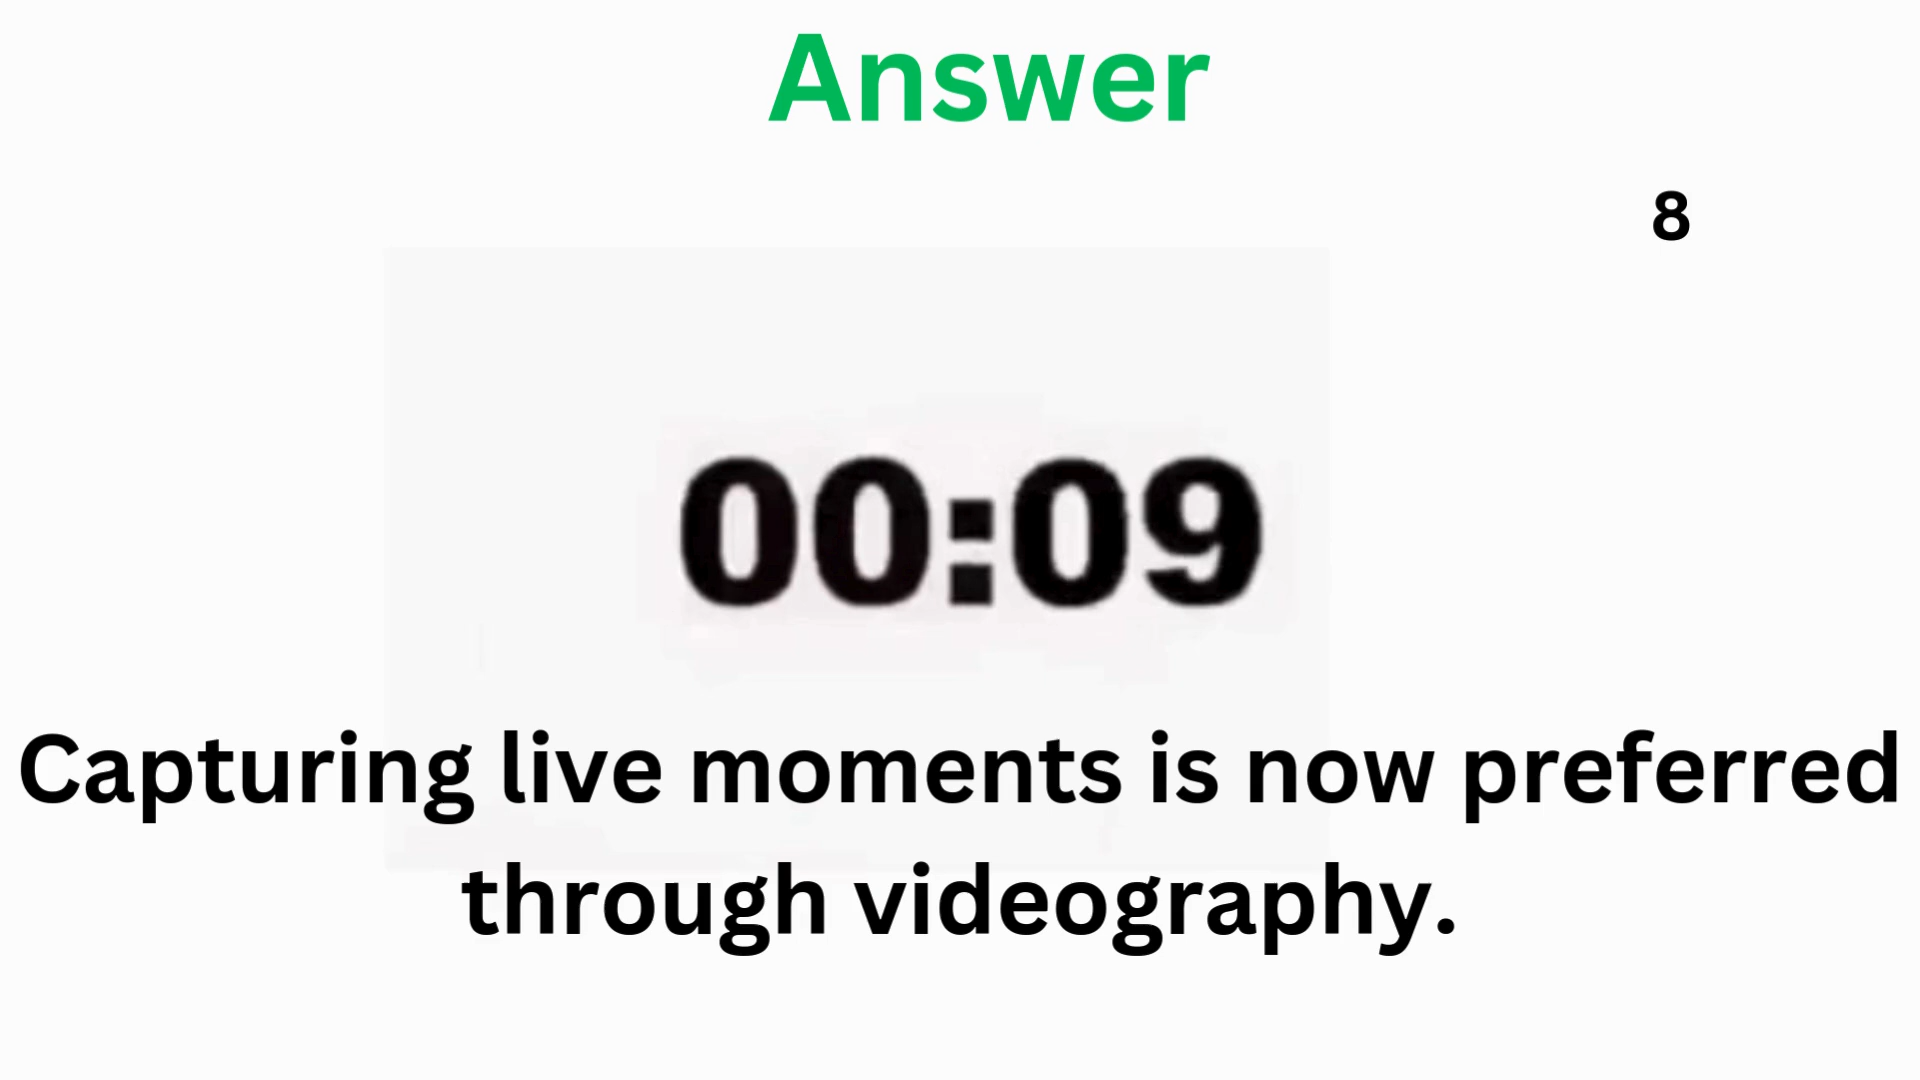 Answer
8
00:09
Capturing live moments is now preferred
through videography.